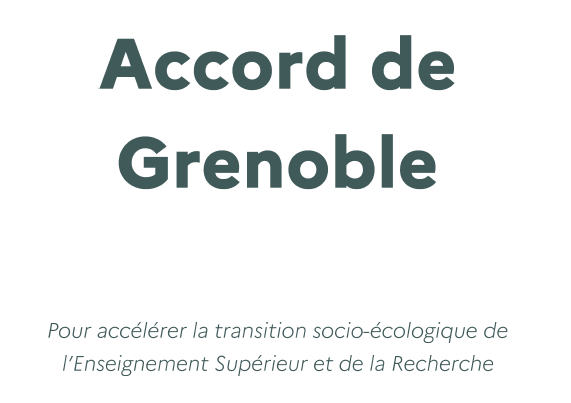 Accord de
Grenoble
Pour accélérer la transition socio-écologique de
l'Enseignement Supérieur et de la Recherche